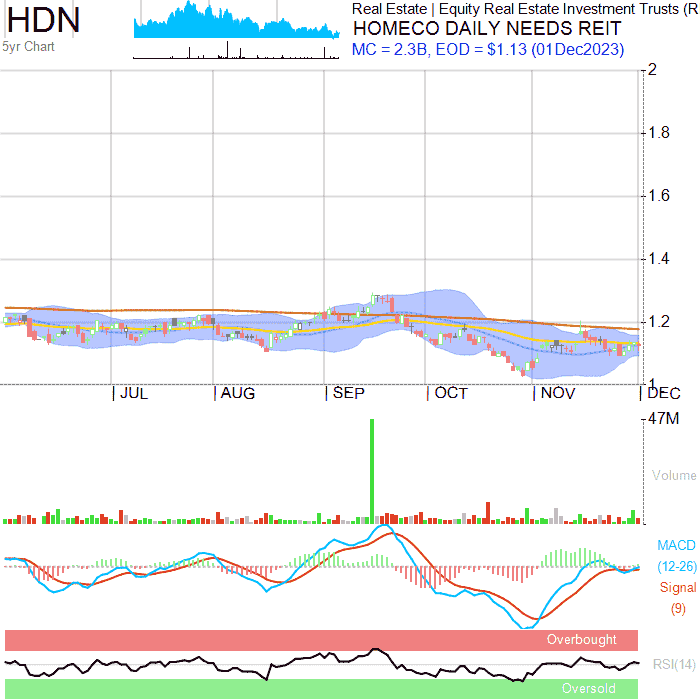 HDN
5yr Chart
Real Estate | Equity Real Estate Investment Trusts (R
HOMECO DAILY NEEDS REIT
MC = 2.3B, EOD = $1.13 (01Dec2023)
2
1.8
1.6
1.4
1.2
1
| JUL | AUG | SEP | OCT | NOV | DEC
47M
Volume
MACD
(12-26)
Signal
(9)
Overbought
RSI(14)
Oversold